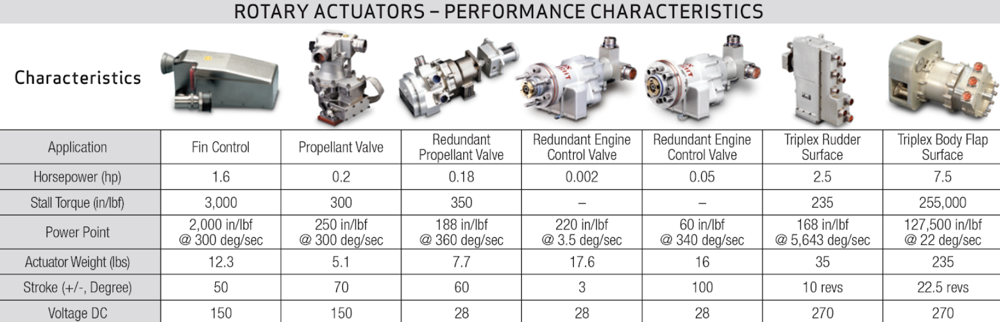 ROTARY ACTUATORS – PERFORMANCE CHARACTERISTICS
Characteristics
Application Fin Control Propellant Valve Redundant Propellant Valve Redundant Engine Control Valve Redundant Engine Control Valve Triplex Rudder Surface Triplex Body Flap Surface
Horsepower (hp) 1.6 0.2 0.18 0.002 0.05 2.5 7.5
Stall Torque (in/lbf) 3,000 300 350 – – 235 255,000
Power Point 2,000 in/lbf @ 300 deg/sec 250 in/lbf @ 300 deg/sec 188 in/lbf @ 360 deg/sec 220 in/lbf @ 3.5 deg/sec 60 in/lbf @ 340 deg/sec 168 in/lbf @ 5,643 deg/sec 127,500 in/lbf @ 22 deg/sec
Actuator Weight (lbs) 12.3 5.1 7.7 17.6 16 35 235
Stroke (+/-, Degree) 50 70 60 3 100 10 revs 22.5 revs
Voltage DC 150 150 28 28 28 270 270